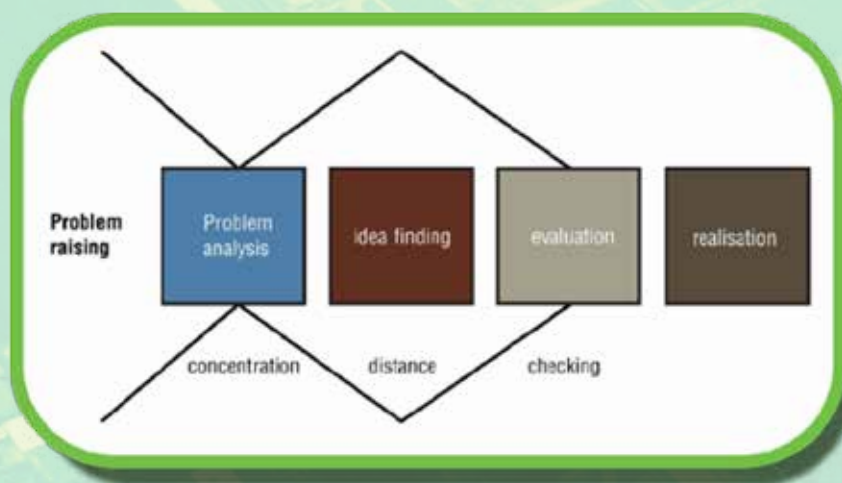 Problem
raising
Problem
analysis
idea finding
evaluation
realisation
concentration
distance
checking